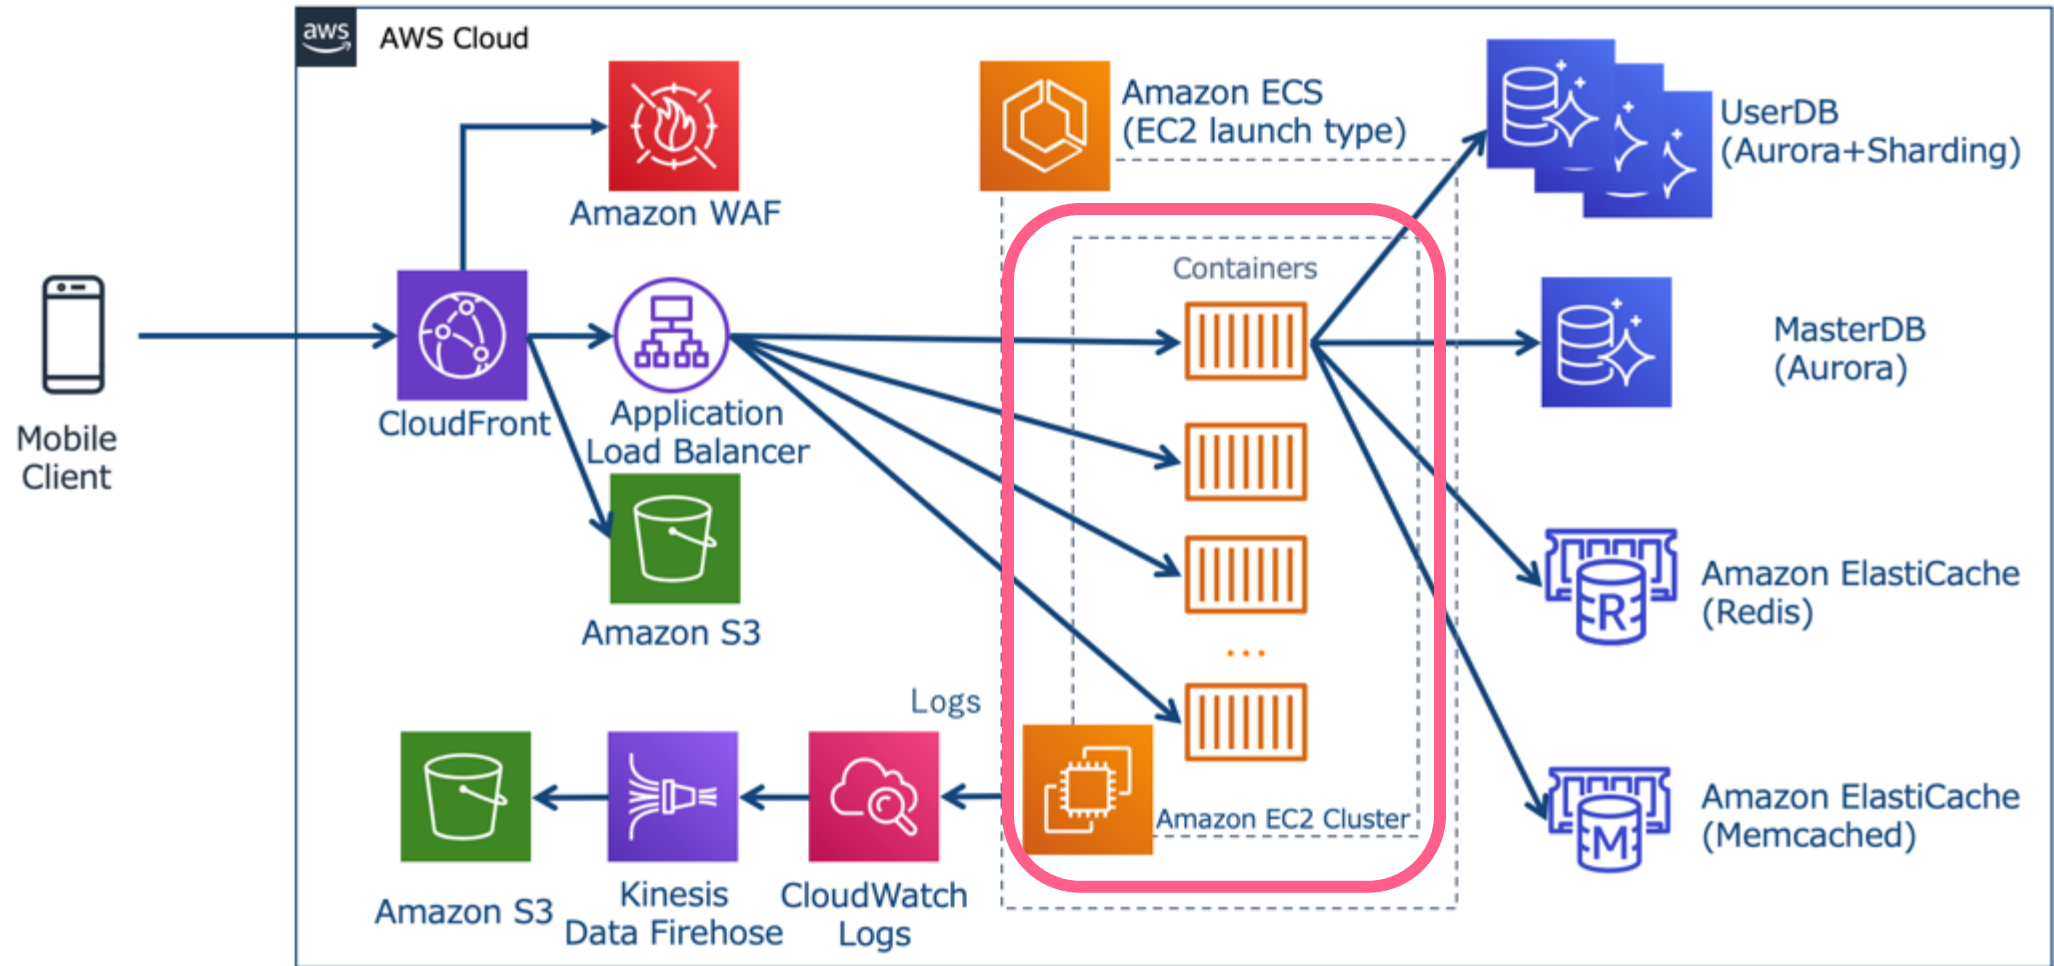 aws
AWS Cloud
Amazon WAF
Amazon ECS
(EC2 launch type)
UserDB
(Aurora+Sharding)
Containers
MasterDB
(Aurora)
Mobile
Client
CloudFront
Application
Load Balancer
Amazon S3
Amazon ElastiCache
(Redis)
R
Logs
Amazon EC2 Cluster
Amazon ElastiCache
(Memcached)
M
Amazon S3
Kinesis
Data Firehose
CloudWatch
Logs
...